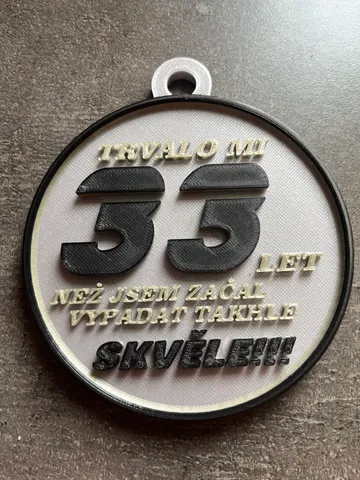 TRVALO MI
33
LET
NEŽ JSEM ZAČAL
VYPADAT TAKHLE
SKVĚLE!!!